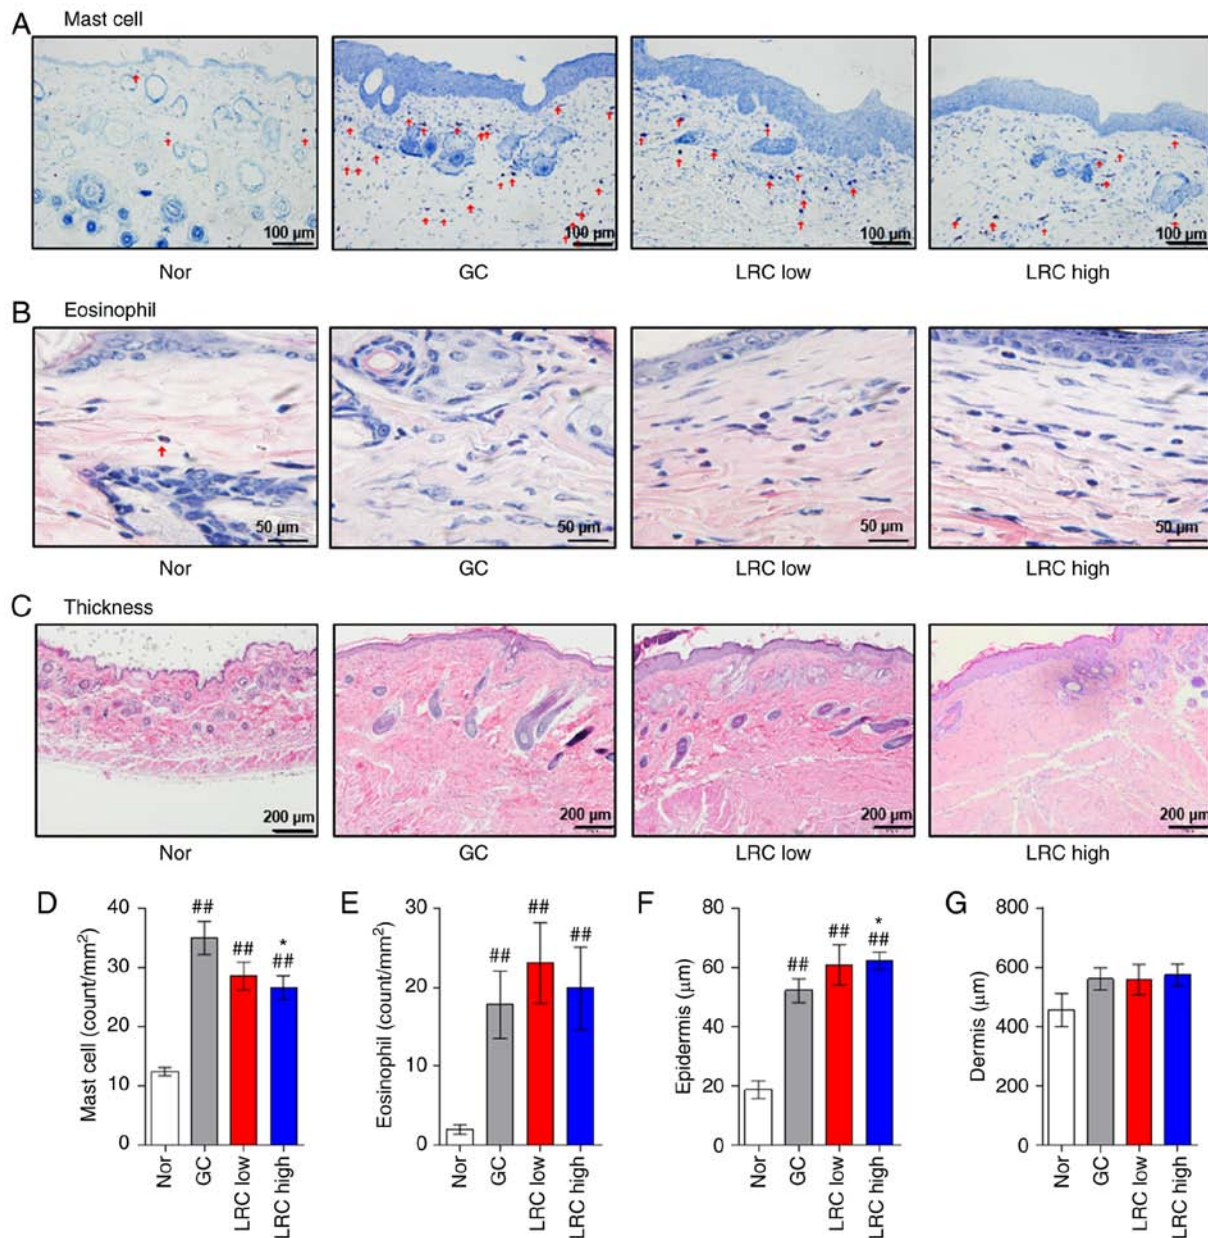 A Mast cell
100 µm 100 µm 100 µm 100 µm
Nor GC LRC low LRC high
B Eosinophil
50 µm 50 µm 50 µm 50 µm
Nor GC LRC low LRC high
C Thickness
200 µm 200 µm 200 µm 200 µm
Nor GC LRC low LRC high
D
Mast cell (count/mm²)
40
30
20
10
0
##
##
*
##
Nor
GC
LRC low
LRC high
E
Eosinophil (count/mm²)
30
20
10
0
##
##
##
Nor
GC
LRC low
LRC high
F
Epidermis (µm)
80
60
40
20
0
##
##
*
##
Nor
GC
LRC low
LRC high
G
Dermis (µm)
800
600
400
200
0
Nor
GC
LRC low
LRC high